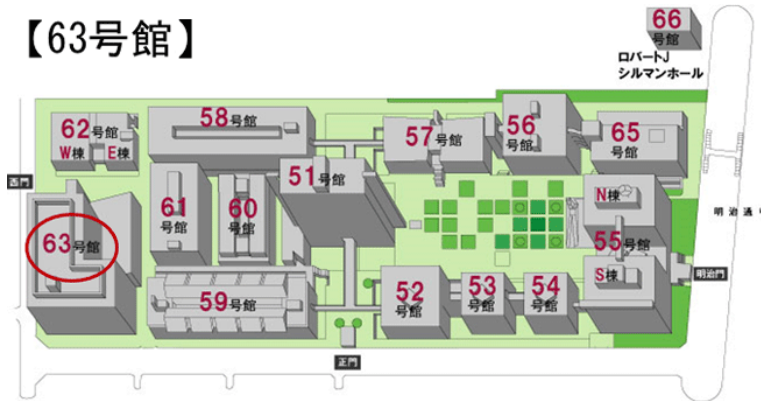 【63号館】
66
号館
ロバートJ
シルマンホール
58号館
62号館
W棟 E棟
57号館
56
号館
65
号館
51号館
西門
61
号館
60
号館
N棟
明治通り
63号館
55
号館
S棟
明治門
59号館
52
号館
53
号館
54
号館
正門